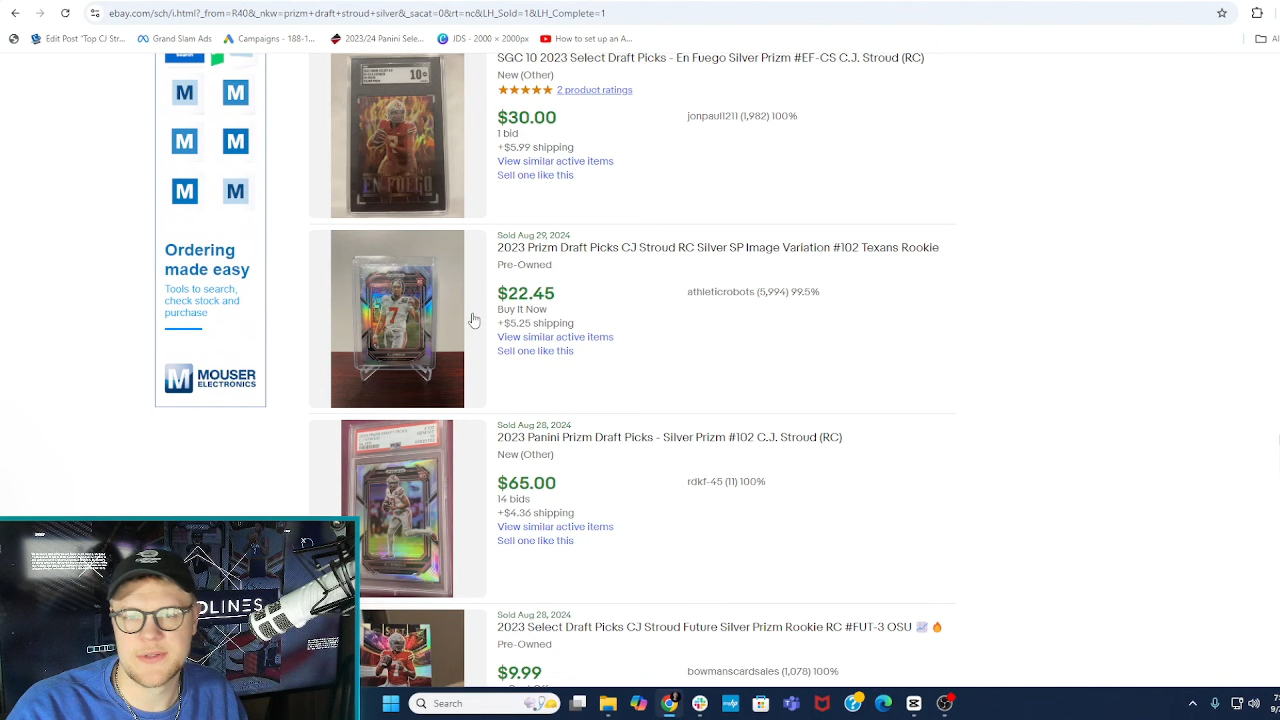 ebay.com/sch/i.html?_from=R40&_nkw=prizm+draft+stroud+silver&_sacat=0&rt=nc&LH_Sold=1&LH_Complete=1
Edit Post "Top CJ Str...
Grand Slam Ads
Campaigns - 188-1...
2023/24 Panini Sele...
JDS - 2000 × 2000px
How to set up an A...
M M
M M
M M
Ordering
made easy
Tools to search,
check stock and
purchase
M MOUSER
ELECTRONICS
10
EN FUEGO
SGC 10 2023 Select Draft Picks - En Fuego Silver Prizm #EF-CS C.J. Stroud (RC)
New (Other)
2 product ratings
$30.00
jonpaul1211 (1,982) 100%
1 bid
+$5.99 shipping
View similar active items
Sell one like this
7
Sold Aug 29, 2024
2023 Prizm Draft Picks CJ Stroud RC Silver SP Image Variation #102 Texans Rookie
Pre-Owned
$22.45
athleticrobots (5,994) 99.5%
Buy It Now
+$5.25 shipping
View similar active items
Sell one like this
Sold Aug 28, 2024
2023 Panini Prizm Draft Picks - Silver Prizm #102 C.J. Stroud (RC)
New (Other)
$65.00
rdkf-45 (11) 100%
14 bids
+$4.36 shipping
View similar active items
Sell one like this
Sold Aug 28, 2024
2023 Select Draft Picks CJ Stroud Future Silver Prizm Rookie RC #FUT-3 OSU 📈 🔥
Pre-Owned
$9.99
bowmanscardsales (1,078) 100%
DLINES
Search